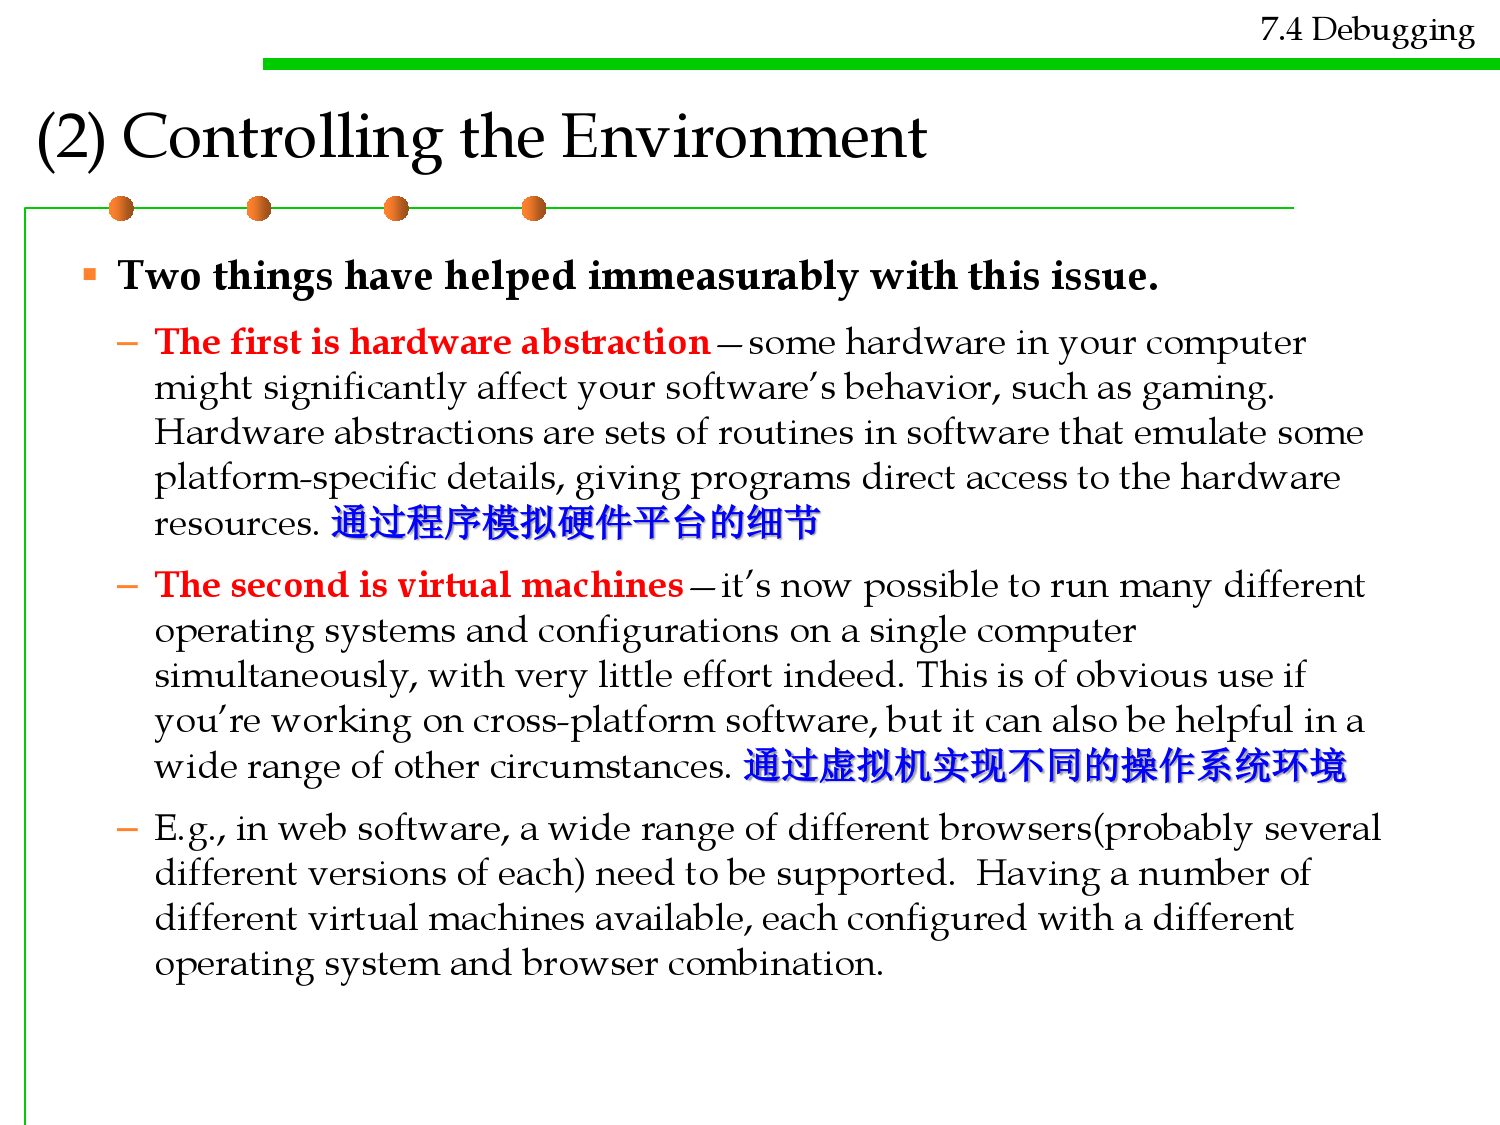 7.4 Debugging
(2) Controlling the Environment
Two things have helped immeasurably with this issue.
– The first is hardware abstraction—some hardware in your computer
might significantly affect your software’s behavior, such as gaming.
Hardware abstractions are sets of routines in software that emulate some
platform-specific details, giving programs direct access to the hardware
resources. 通过程序模拟硬件平台的细节
– The second is virtual machines—it’s now possible to run many different
operating systems and configurations on a single computer
simultaneously, with very little effort indeed. This is of obvious use if
you’re working on cross-platform software, but it can also be helpful in a
wide range of other circumstances. 通过虚拟机实现不同的操作系统环境
– E.g., in web software, a wide range of different browsers(probably several
different versions of each) need to be supported.  Having a number of
different virtual machines available, each configured with a different
operating system and browser combination.